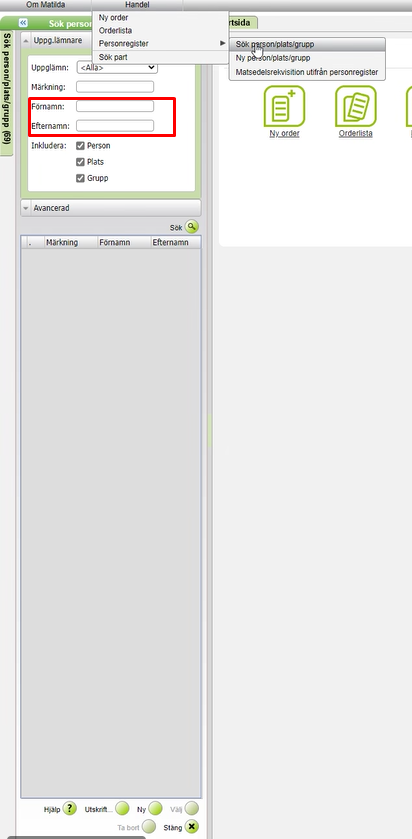 Om Matilda Handel
Ny order
Orderlista
Personregister
Sök part
Sök person/plats/grupp
Ny person/plats/grupp
Matsedelsrekvisition utifrån personregister
Sök pers
rtsida
Sök person/plats/grupp (69)
Uppg.lämnare
Uppglämn: <Alla>
Märkning:
Förnamn:
Efternamn:
Inkludera: Person
Plats
Grupp
Avancerad
Sök
. Märkning Förnamn Efternamn
Ny order Orderlista
Hjälp ? Utskrift... Ny Välj
Ta bort Stäng